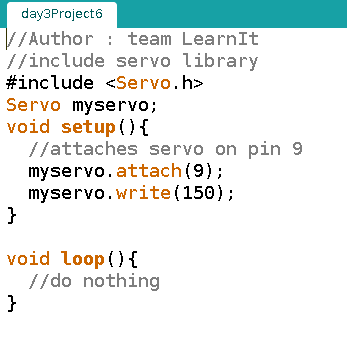 day3Project6
//Author : team LearnIt
//include servo library
#include <Servo.h>
Servo myservo;
void setup(){
  //attaches servo on pin 9
  myservo.attach(9);
  myservo.write(150);
}

void loop(){
  //do nothing
}